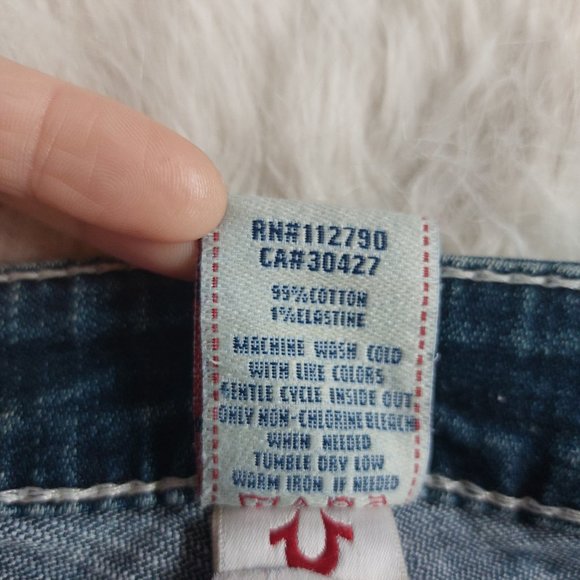 RN#112790
CA#30427
99%COTTON
1%ELASTINE
MACHINE WASH COLD
WITH LIKE COLORS
GENTLE CYCLE INSIDE OUT
ONLY NON-CHLORINE BLEACH
WHEN NEEDED
TUMBLE DRY LOW
WARM IRON IF NEEDED